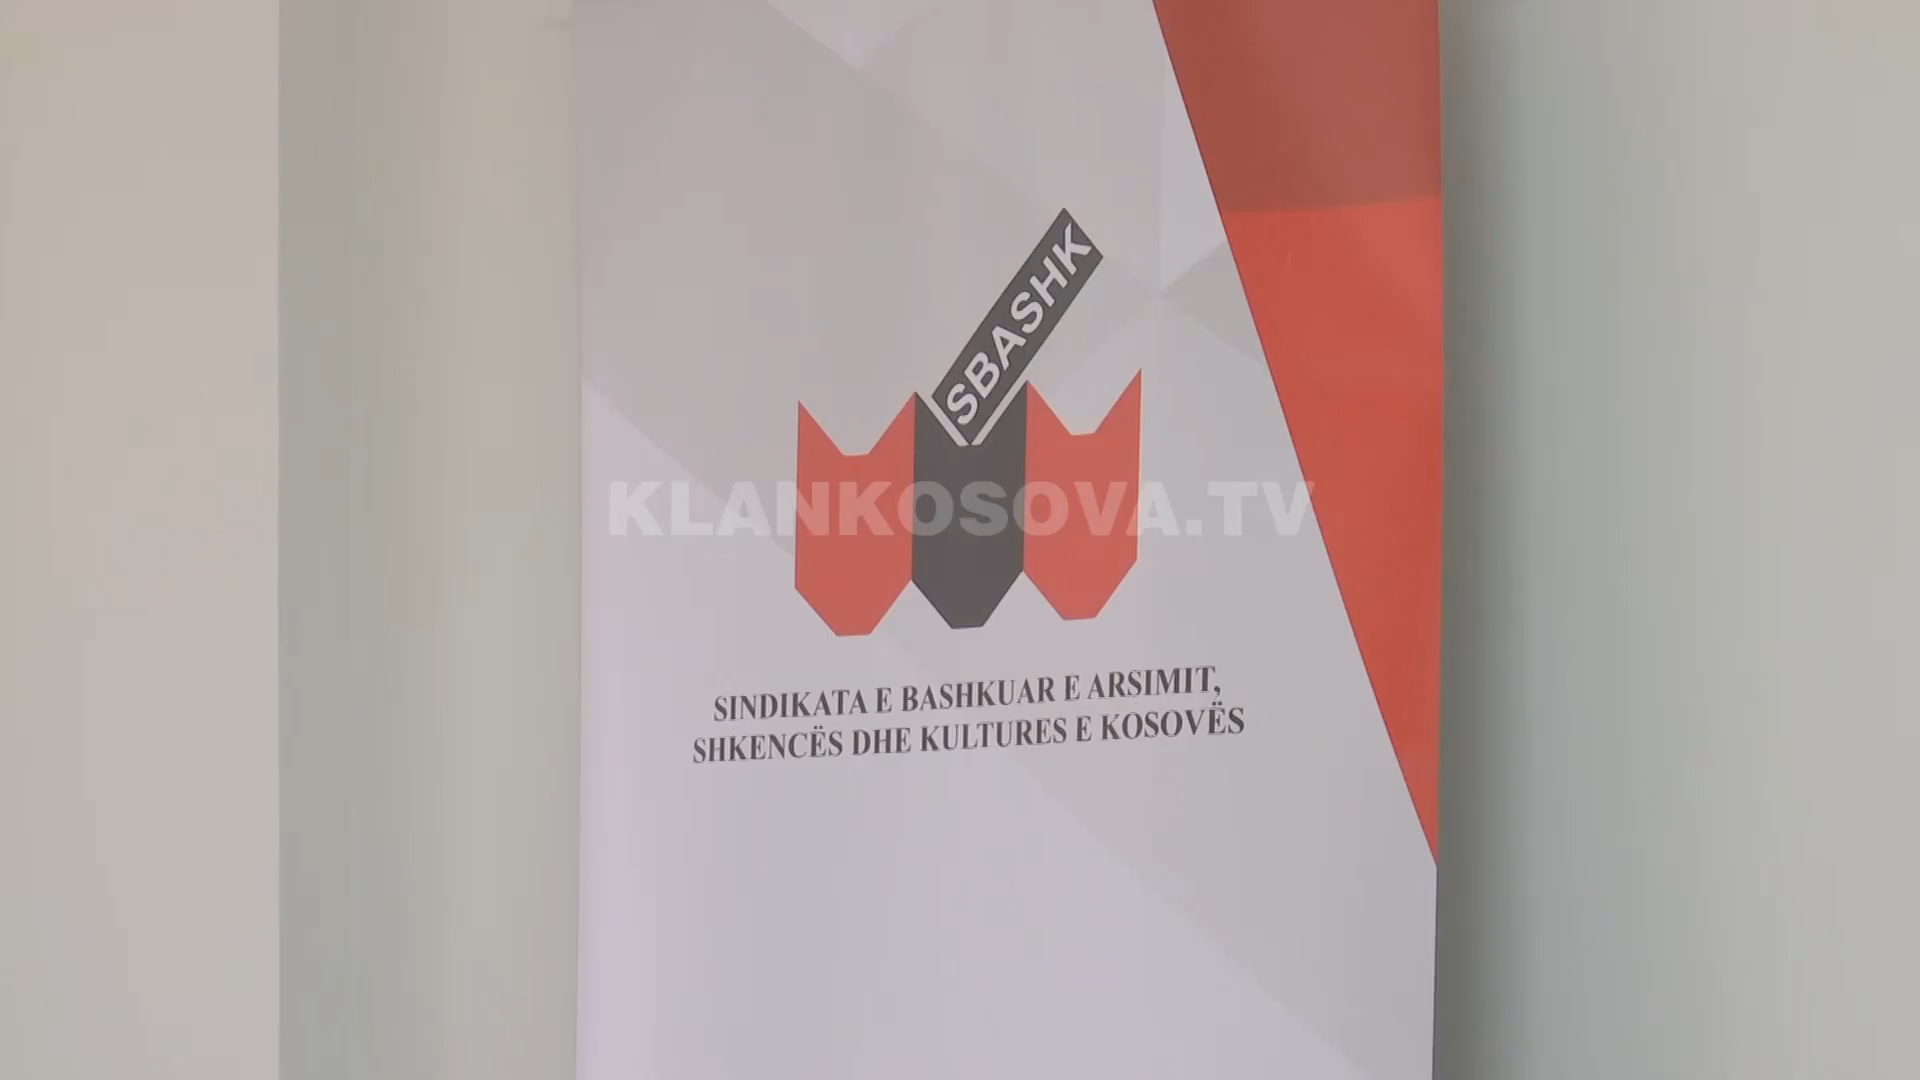 SBASHK
KLANKOSOVA.TV
SINDIKATA E BASHKUAR E ARSIMIT,
SHKENCËS DHE KULTURES E KOSOVËS